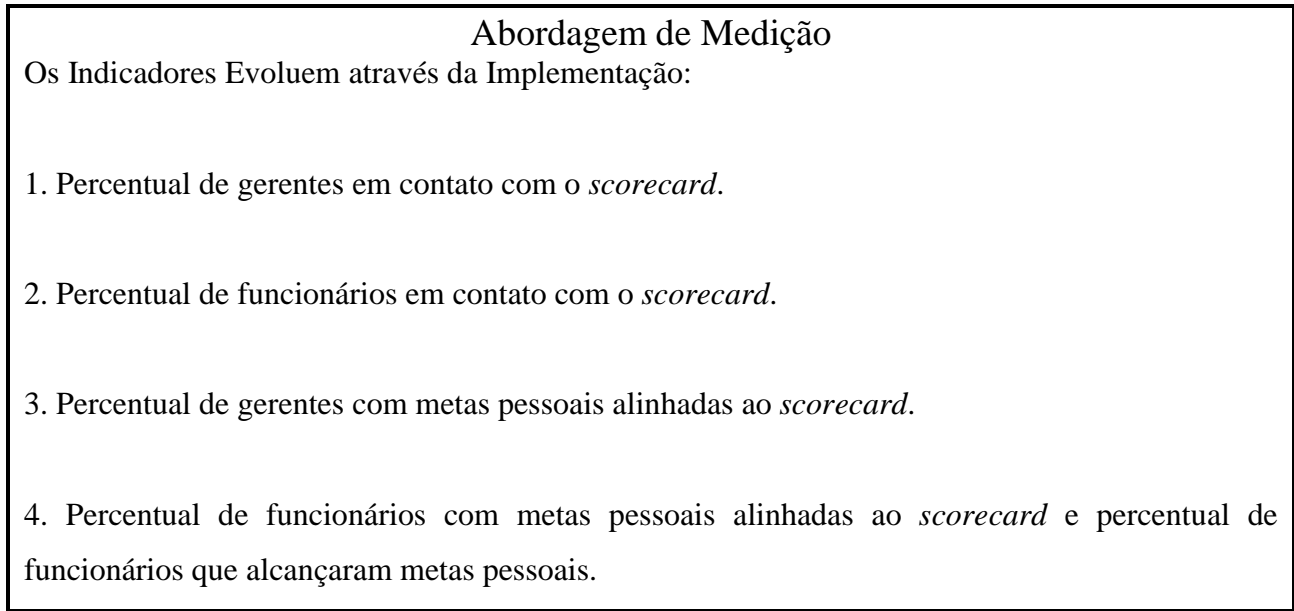 Abordagem de Medição
Os Indicadores Evoluem através da Implementação:
1. Percentual de gerentes em contato com o scorecard.
2. Percentual de funcionários em contato com o scorecard.
3. Percentual de gerentes com metas pessoais alinhadas ao scorecard.
4. Percentual de funcionários com metas pessoais alinhadas ao scorecard e percentual de
funcionários que alcançaram metas pessoais.